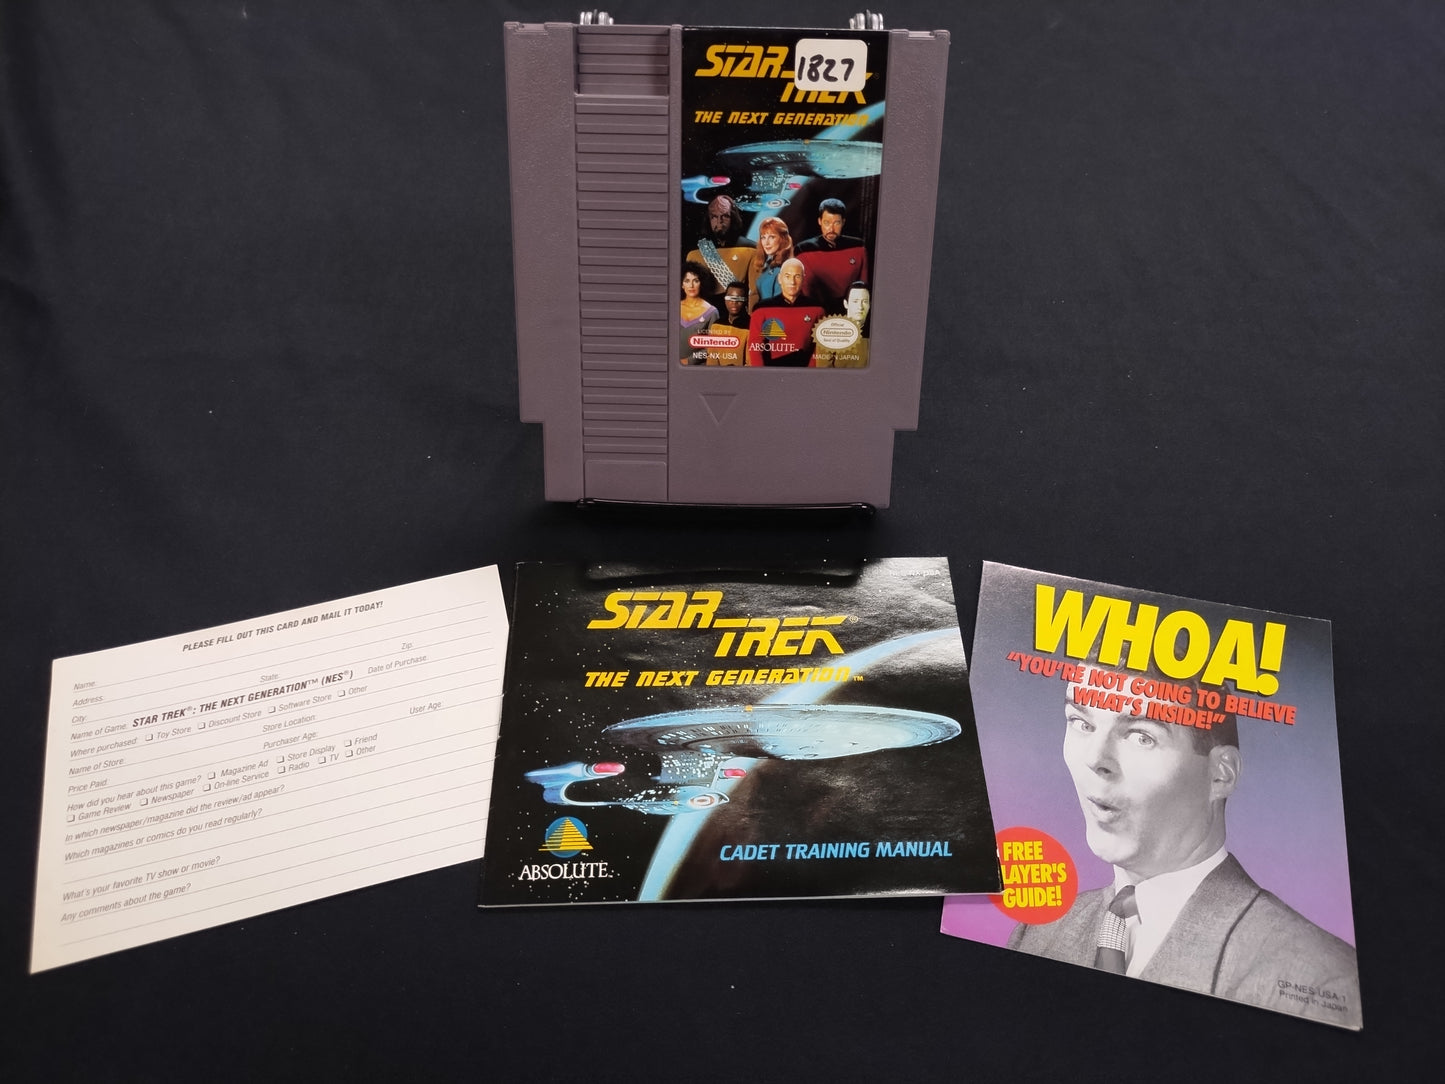 STAR
TREK®
1827
THE NEXT GENERATION
LICENSED BY
Nintendo
NES-NX-USA
ABSOLUTE™
Official
Nintendo
Seal of Quality
MADE IN JAPAN
PLEASE FILL OUT THIS CARD AND MAIL IT TODAY!
Name:
Address:
City: State: Zip:
Name of Game: STAR TREK®: THE NEXT GENERATION™ (NES®) Date of Purchase:
Where purchased: ❑ Toy Store ❑ Discount Store ❑ Software Store ❑ Other
Name of Store: Store Location:
Price Paid: Purchaser Age: User Age:
How did you hear about this game? ❑ Magazine Ad ❑ Store Display ❑ Friend
❑ Game Review ❑ Newspaper ❑ On-line Service ❑ Radio ❑ TV ❑ Other
In which newspaper/magazine did the review/ad appear?
Which magazines or comics do you read regularly?
What's your favorite TV show or movie?
Any comments about the game?
STAR
TREK®
THE NEXT GENERATION™
ABSOLUTE™
CADET TRAINING MANUAL
WHOA!
"YOU'RE NOT GOING TO BELIEVE
WHAT'S INSIDE!"
FREE
LAYER'S
GUIDE!
GP-NES-USA-1
Printed in Japan